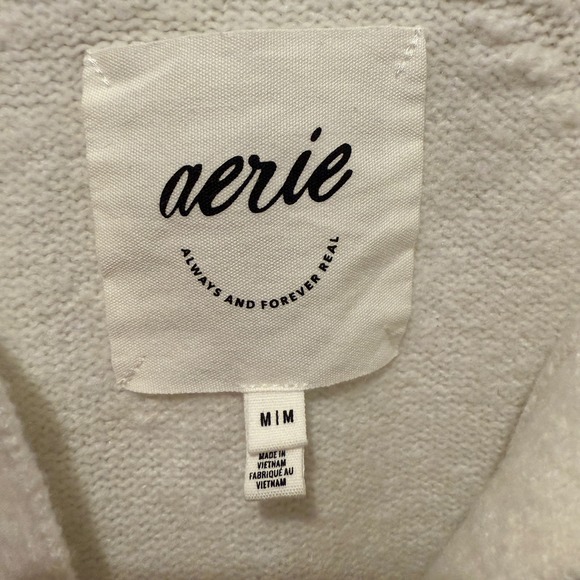 aerie
ALWAYS AND FOREVER REAL
M|M
MADE IN
VIETNAM
FABRIQUÉ AU
VIETNAM